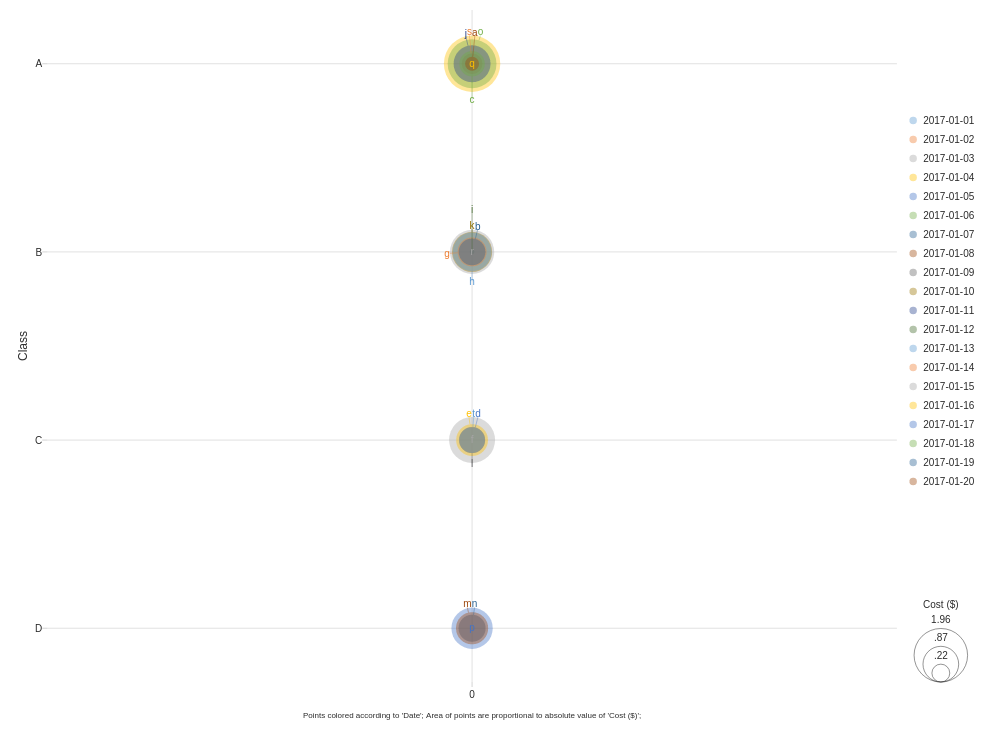 j s a o
A
q
c
i
k b
B
g
r
h
Class
e t d
C
l
m n
D
p
0
2017-01-01
2017-01-02
2017-01-03
2017-01-04
2017-01-05
2017-01-06
2017-01-07
2017-01-08
2017-01-09
2017-01-10
2017-01-11
2017-01-12
2017-01-13
2017-01-14
2017-01-15
2017-01-16
2017-01-17
2017-01-18
2017-01-19
2017-01-20
Cost ($)
1.96
.87
.22
Points colored according to 'Date'; Area of points are proportional to absolute value of 'Cost ($)';